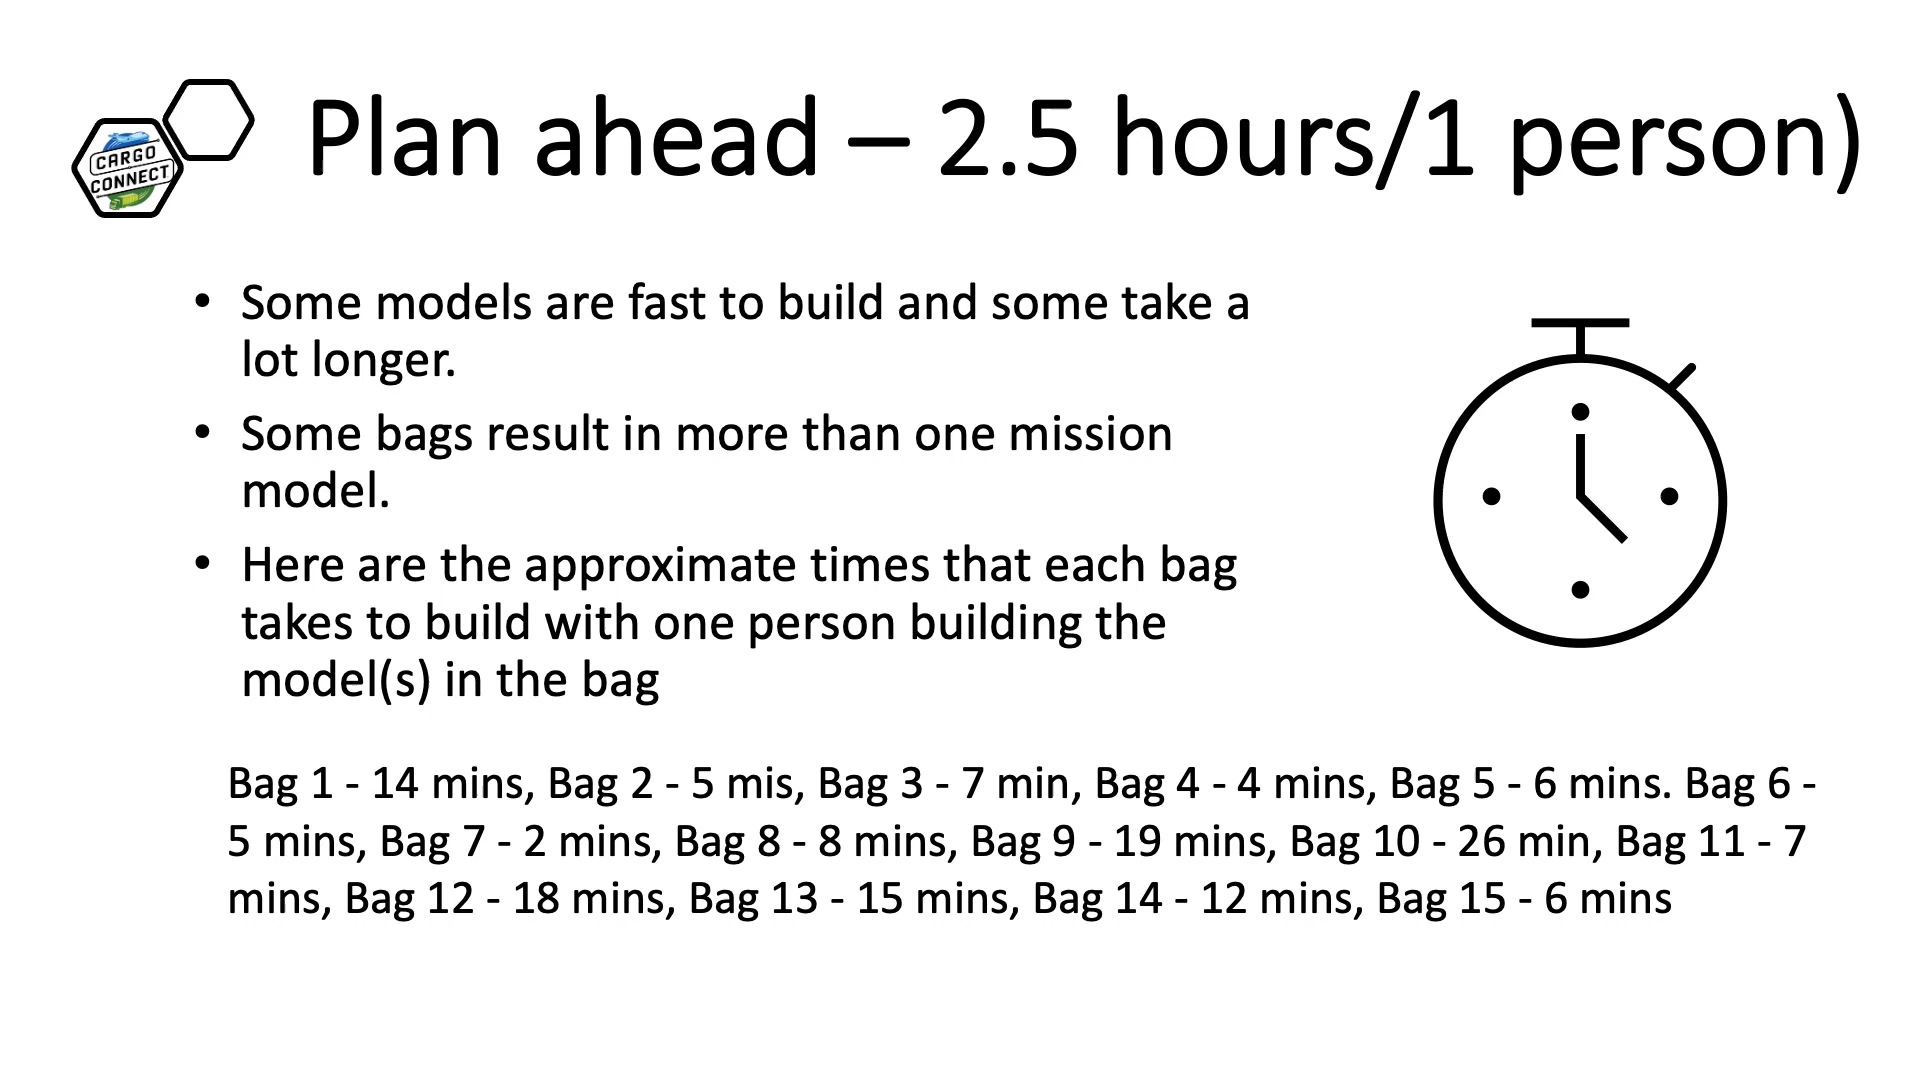 CARGO
CONNECT
Plan ahead – 2.5 hours/1 person)
• Some models are fast to build and some take a
lot longer.
• Some bags result in more than one mission
model.
• Here are the approximate times that each bag
takes to build with one person building the
model(s) in the bag
Bag 1 - 14 mins, Bag 2 - 5 mis, Bag 3 - 7 min, Bag 4 - 4 mins, Bag 5 - 6 mins. Bag 6 -
5 mins, Bag 7 - 2 mins, Bag 8 - 8 mins, Bag 9 - 19 mins, Bag 10 - 26 min, Bag 11 - 7
mins, Bag 12 - 18 mins, Bag 13 - 15 mins, Bag 14 - 12 mins, Bag 15 - 6 mins